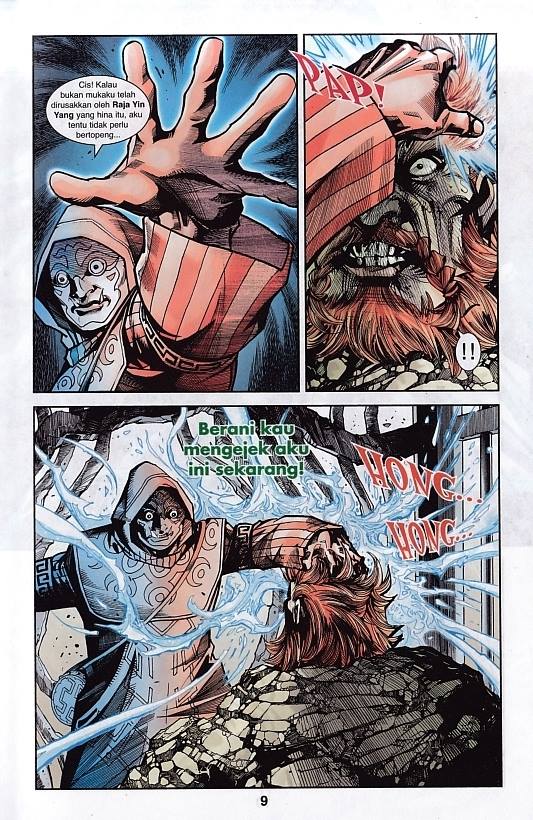 Cis! Kalau
bukan mukaku telah
dirusakkan oleh Raja Yin
Yang yang hina itu, aku
tentu tidak perlu
bertopeng...
PAP!
!!
Berani kau
mengejek aku
ini sekarang!
HONG...
HONG...
9